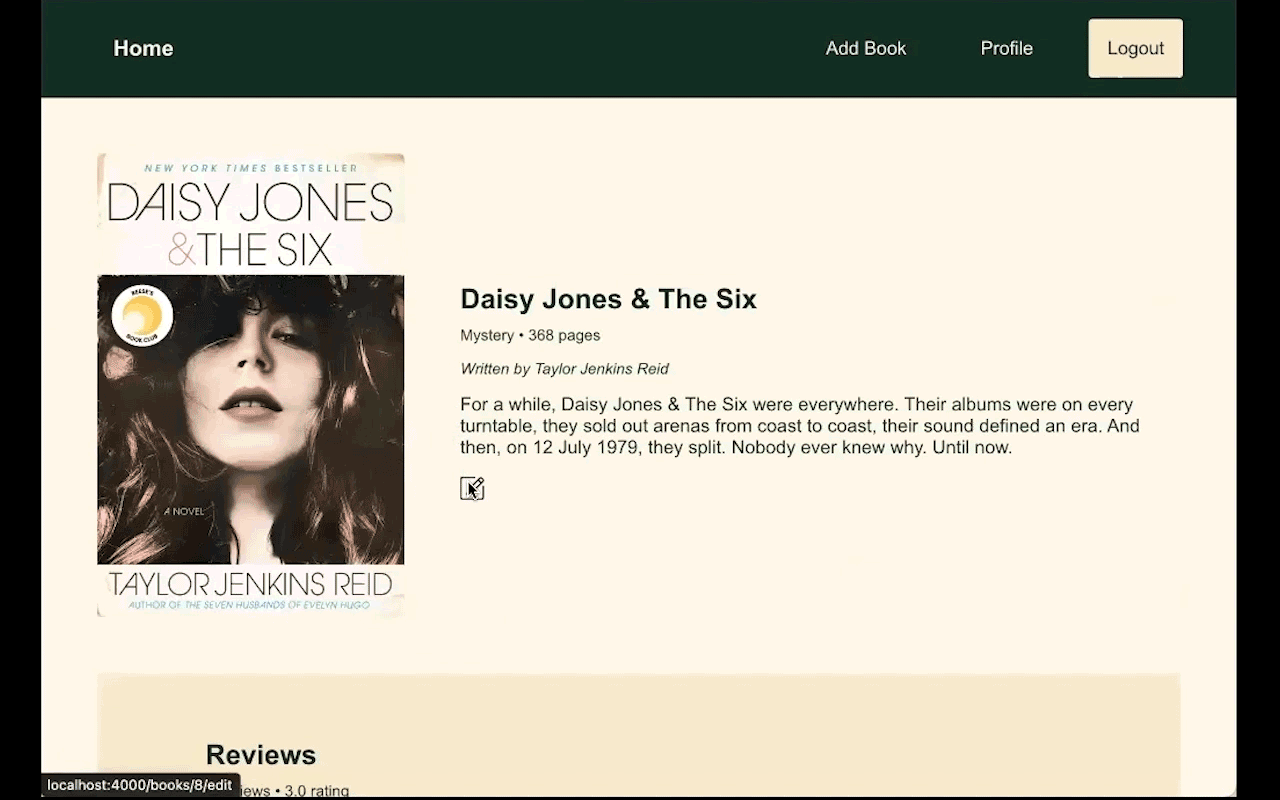 Home
Add Book
Profile
Logout
NEW YORK TIMES BESTSELLER
DAISY JONES
&THE SIX
REESE'S
BOOK CLUB
A NOVEL
TAYLOR JENKINS REID
AUTHOR OF THE SEVEN HUSBANDS OF EVELYN HUGO
Daisy Jones & The Six
Mystery • 368 pages
Written by Taylor Jenkins Reid
For a while, Daisy Jones & The Six were everywhere. Their albums were on every
turntable, they sold out arenas from coast to coast, their sound defined an era. And
then, on 12 July 1979, they split. Nobody ever knew why. Until now.
Reviews
iews • 3.0 rating
localhost:4000/books/8/edit